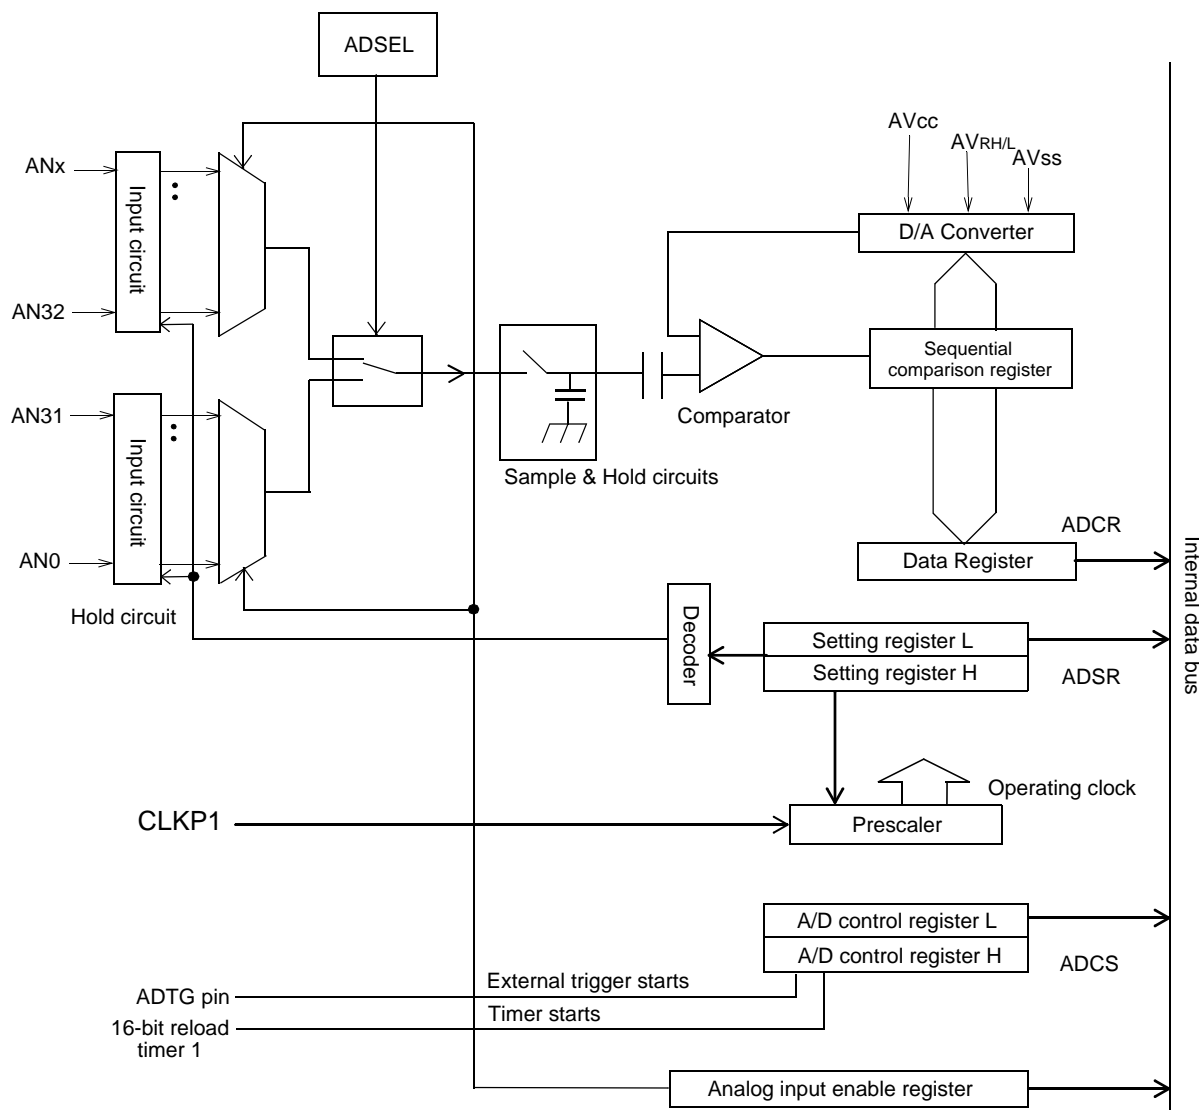 ADSEL
AVcc
AVRH/L
AVss
ANx
Input circuit
D/A Converter
AN32
Sequential
comparison register
AN31
Comparator
Input circuit
Sample & Hold circuits
ADCR
AN0
Data Register
Internal data bus
Hold circuit
Decoder
Setting register L
Setting register H
ADSR
Operating clock
CLKP1
Prescaler
A/D control register L
A/D control register H
ADCS
External trigger starts
ADTG pin
Timer starts
16-bit reload
timer 1
Analog input enable register